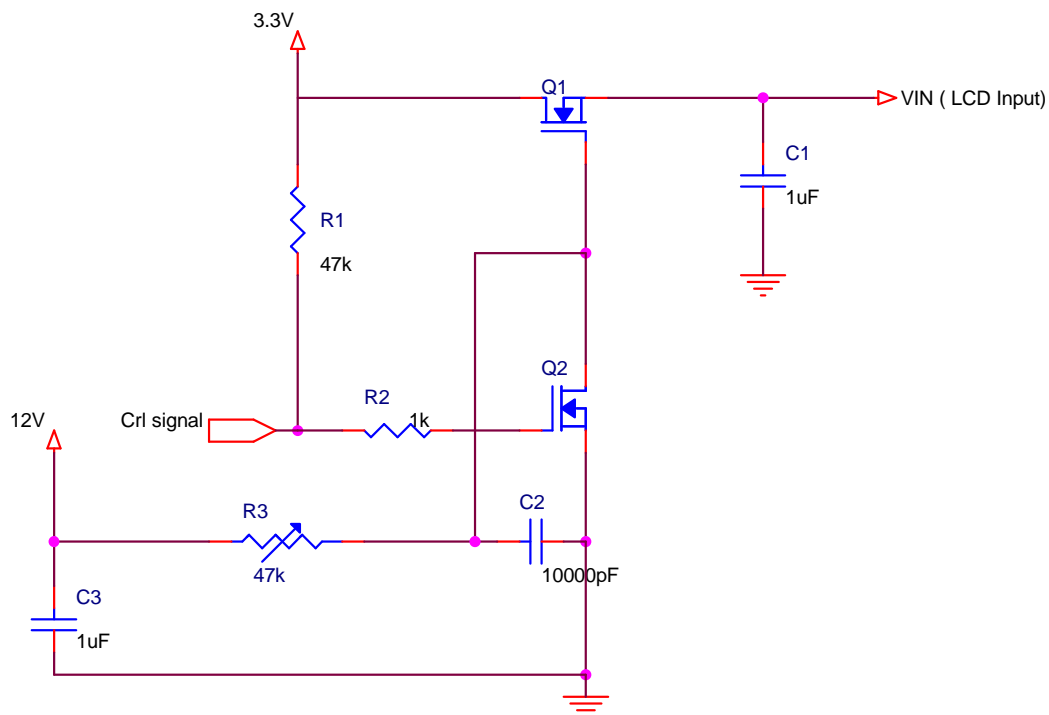 3.3V
Q1
VIN ( LCD Input)
C1
1uF
R1
47k
Q2
R2
1k
Crl signal
12V
R3
47k
C2
10000pF
C3
1uF